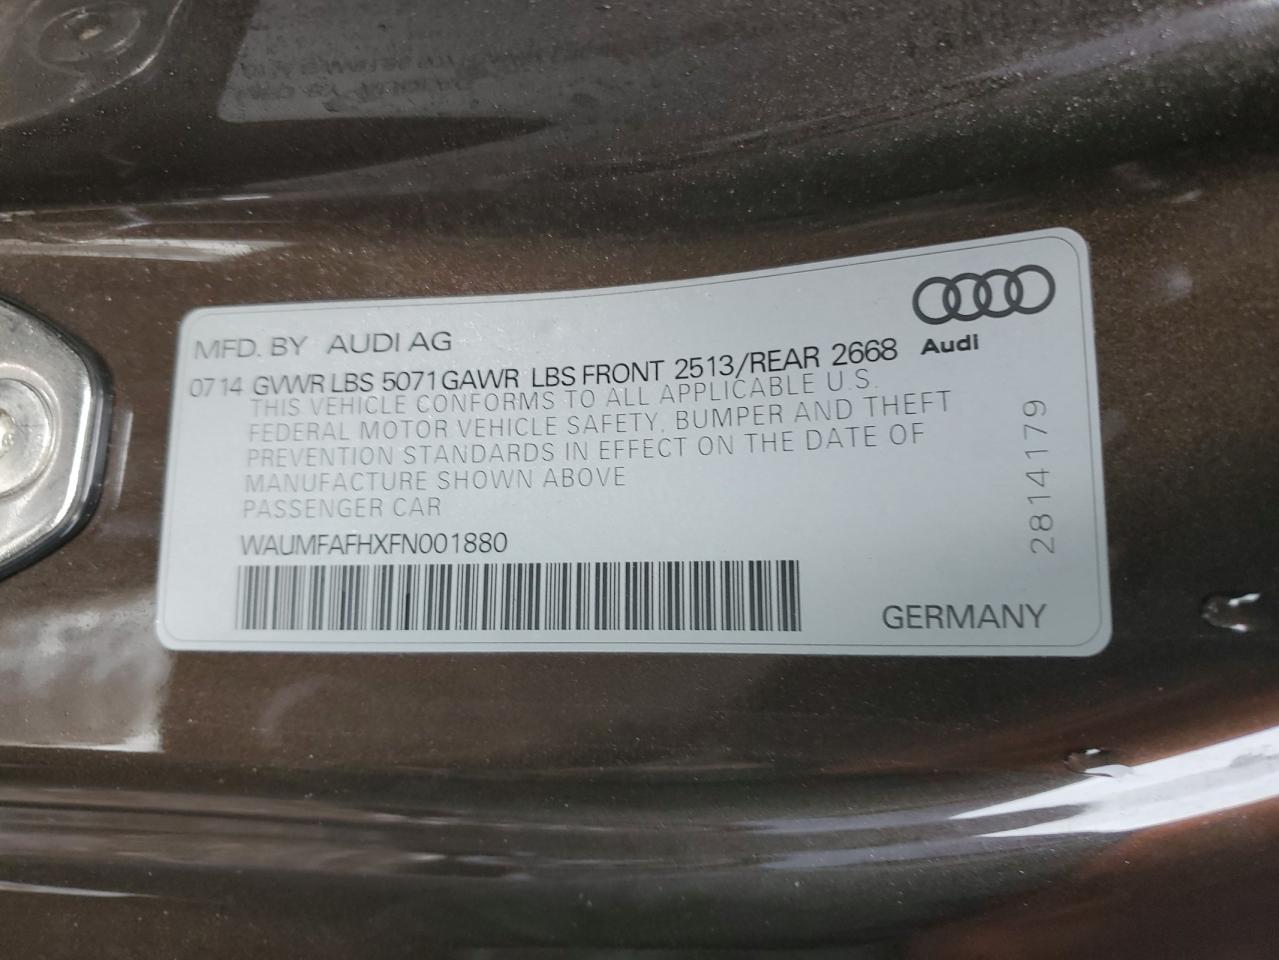 MFD. BY AUDI AG
Audi
0714 GVWR LBS 5071 GAWR LBS FRONT 2513/REAR 2668
THIS VEHICLE CONFORMS TO ALL APPLICABLE U.S.
FEDERAL MOTOR VEHICLE SAFETY, BUMPER AND THEFT
PREVENTION STANDARDS IN EFFECT ON THE DATE OF
MANUFACTURE SHOWN ABOVE
PASSENGER CAR
WAUMFAFHXFN001880
GERMANY
2814179